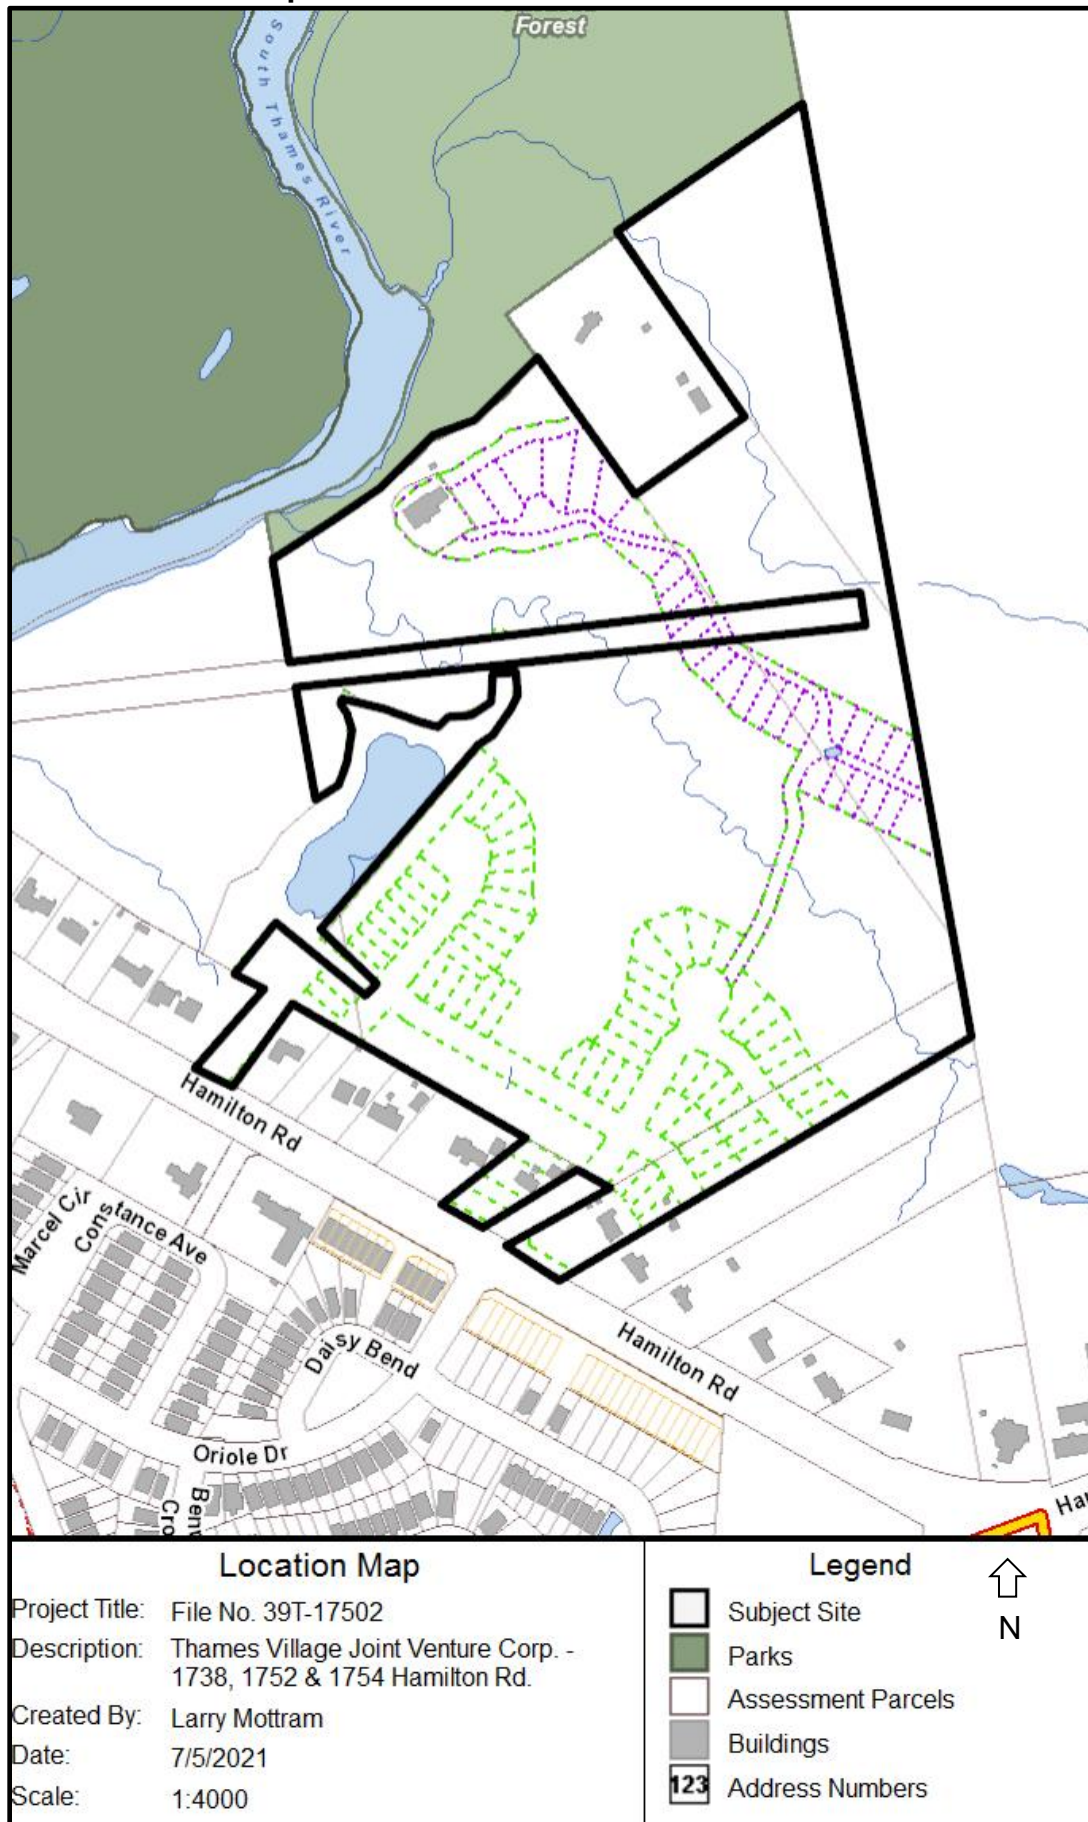 Forest
South Thames River
Hamilton Rd
Marcel Cir
Constance Ave
Daisy Bend
Hamilton Rd
Oriole Dr
Location Map
Project Title: File No. 39T-17502
Description: Thames Village Joint Venture Corp. -
1738, 1752 & 1754 Hamilton Rd.
Created By: Larry Mottram
Date: 7/5/2021
Scale: 1:4000
Legend
N
Subject Site
Parks
Assessment Parcels
Buildings
123 Address Numbers